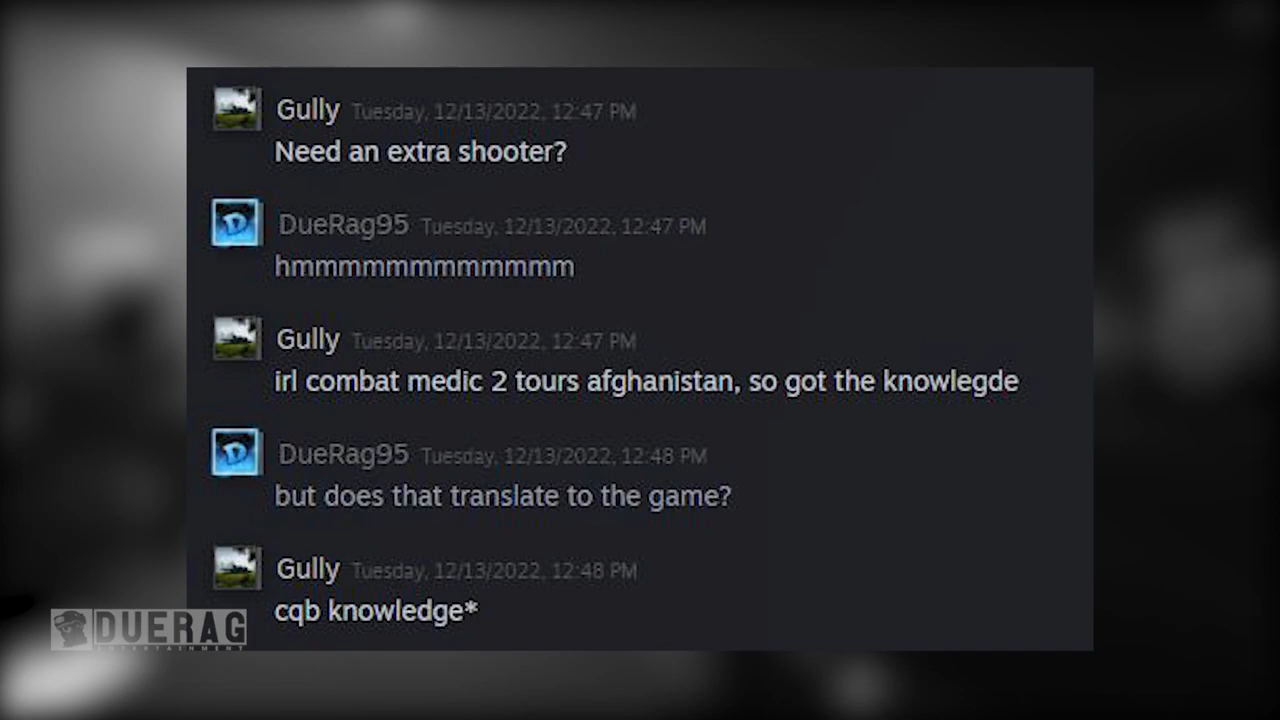 Gully Tuesday, 12/13/2022, 12:47 PM
Need an extra shooter?
DueRag95 Tuesday, 12/13/2022, 12:47 PM
hmmmmmmmmmmmm
Gully Tuesday, 12/13/2022, 12:47 PM
irl combat medic 2 tours afghanistan, so got the knowlegde
DueRag95 Tuesday, 12/13/2022, 12:48 PM
but does that translate to the game?
Gully Tuesday, 12/13/2022, 12:48 PM
cqb knowledge*
DUERAG
ENTERTAINMENT